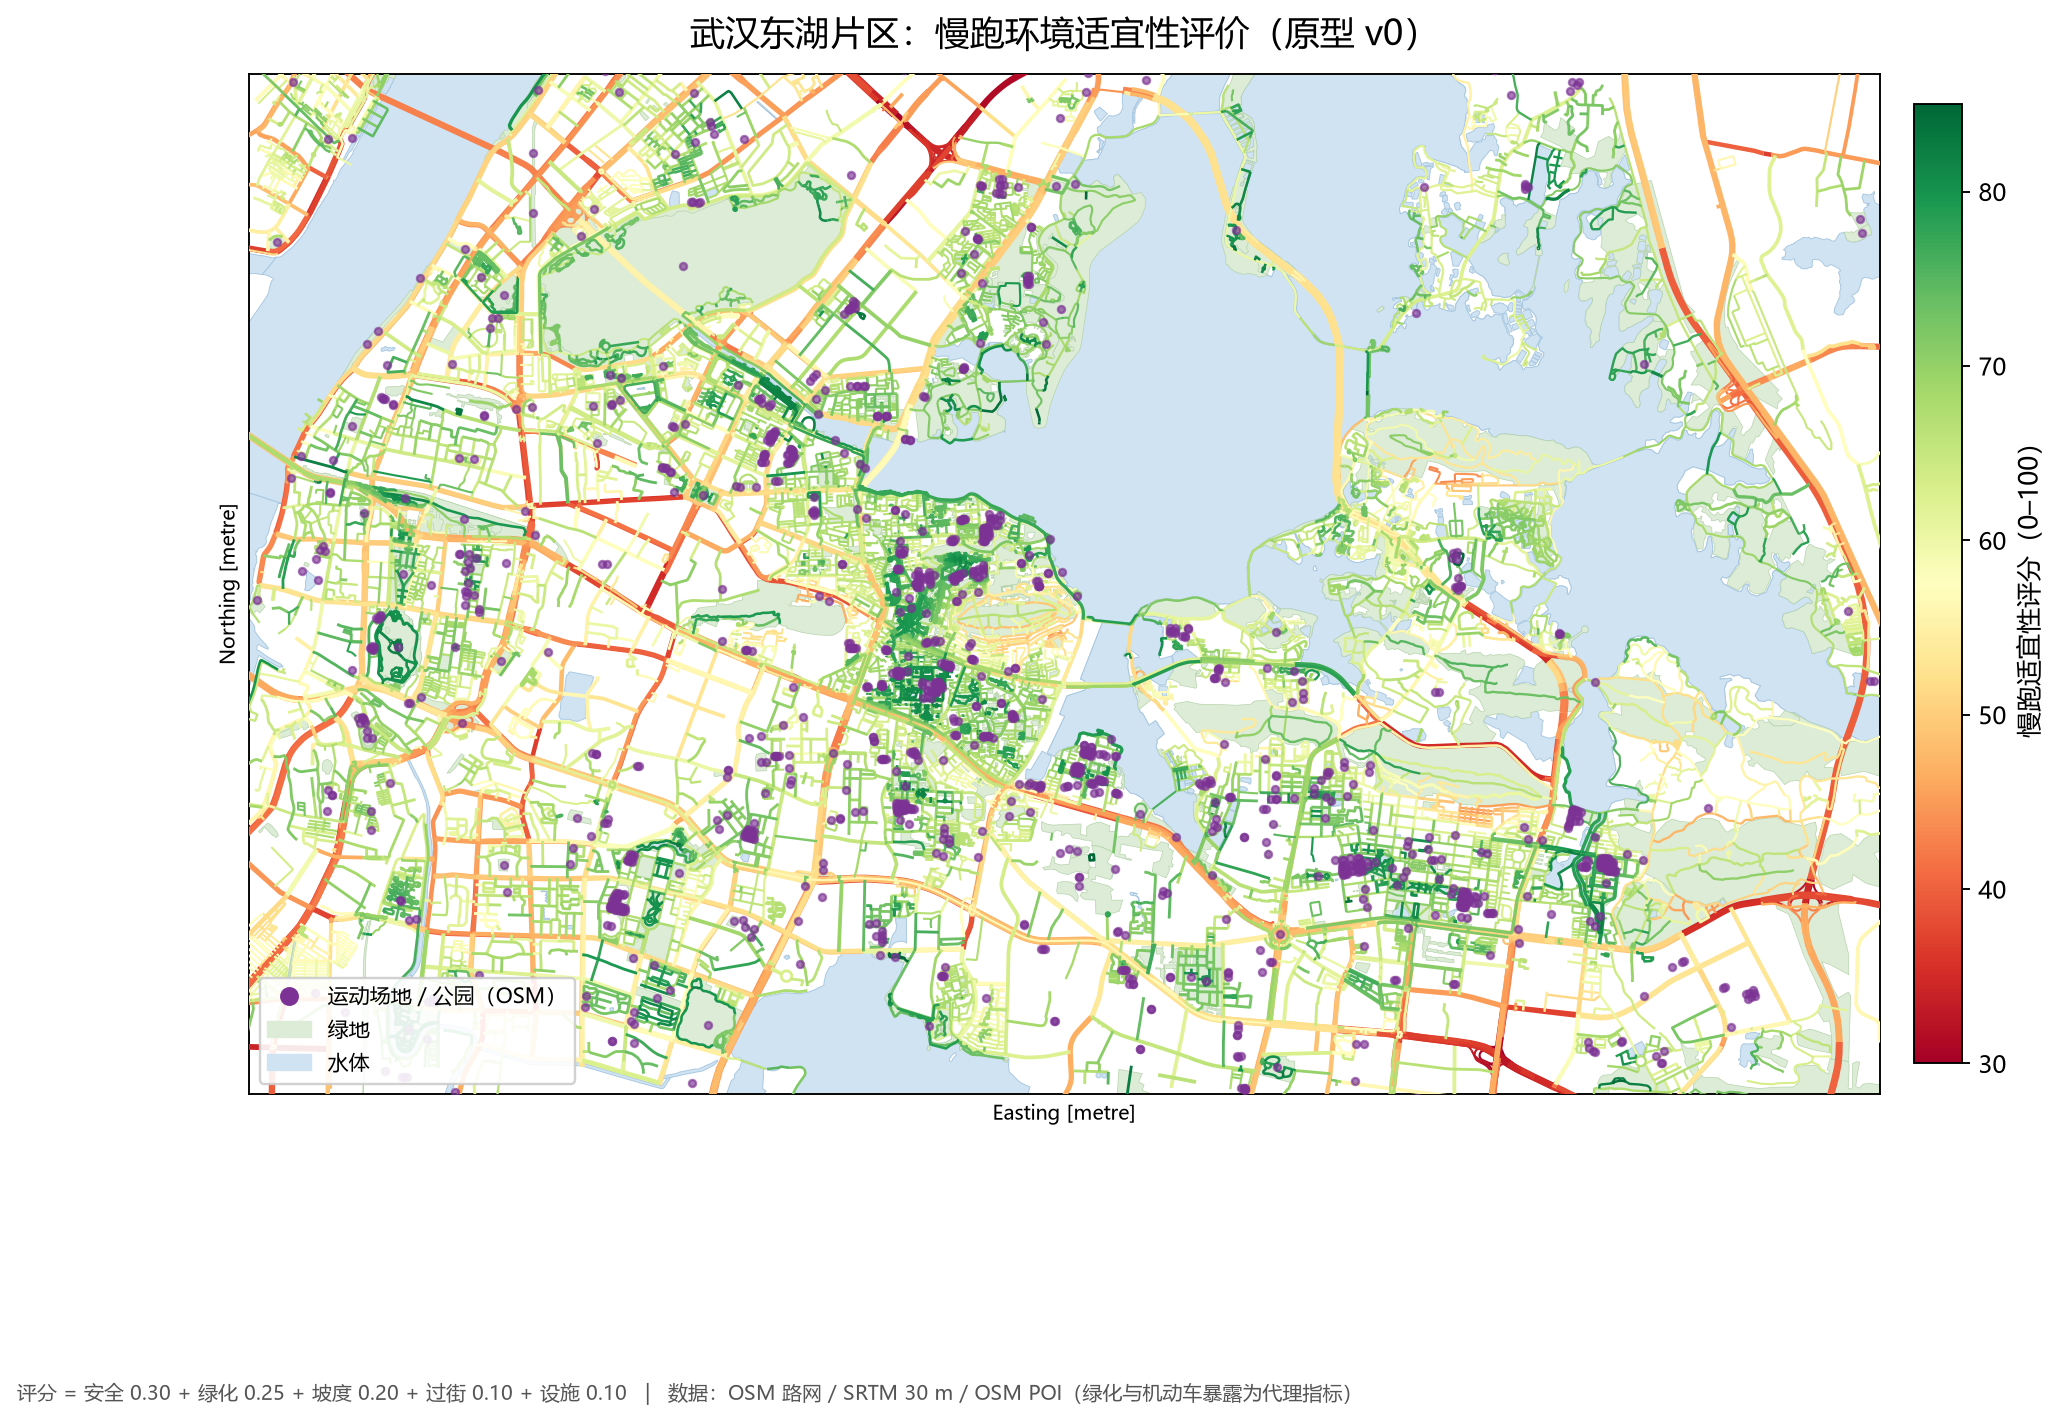 武汉东湖片区：慢跑环境适宜性评价（原型 v0）
Northing [metre]
运动场地 / 公园（OSM）
绿地
水体
Easting [metre]
80
70
60
50
40
30
慢跑适宜性评分（0–100）
评分 = 安全 0.30 + 绿化 0.25 + 坡度 0.20 + 过街 0.10 + 设施 0.10 | 数据：OSM 路网 / SRTM 30 m / OSM POI（绿化与机动车暴露为代理指标）